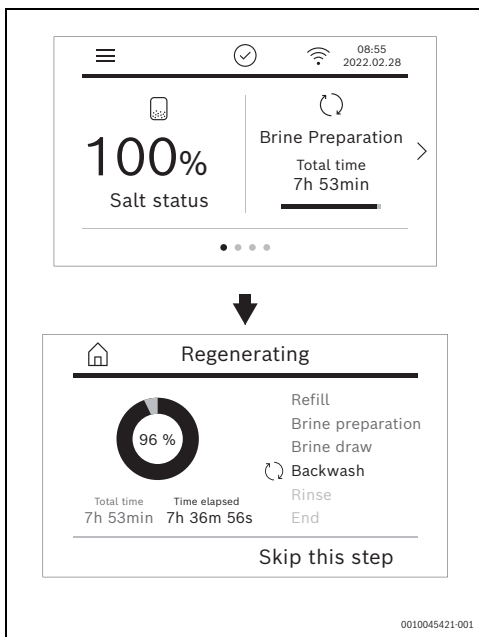 08:55
2022.02.28
100%
Salt status
Brine Preparation
Total time
7h 53min
Regenerating
96 %
Total time
7h 53min
Time elapsed
7h 36m 56s
Refill
Brine preparation
Brine draw
Backwash
Rinse
End
Skip this step
0010045421-001